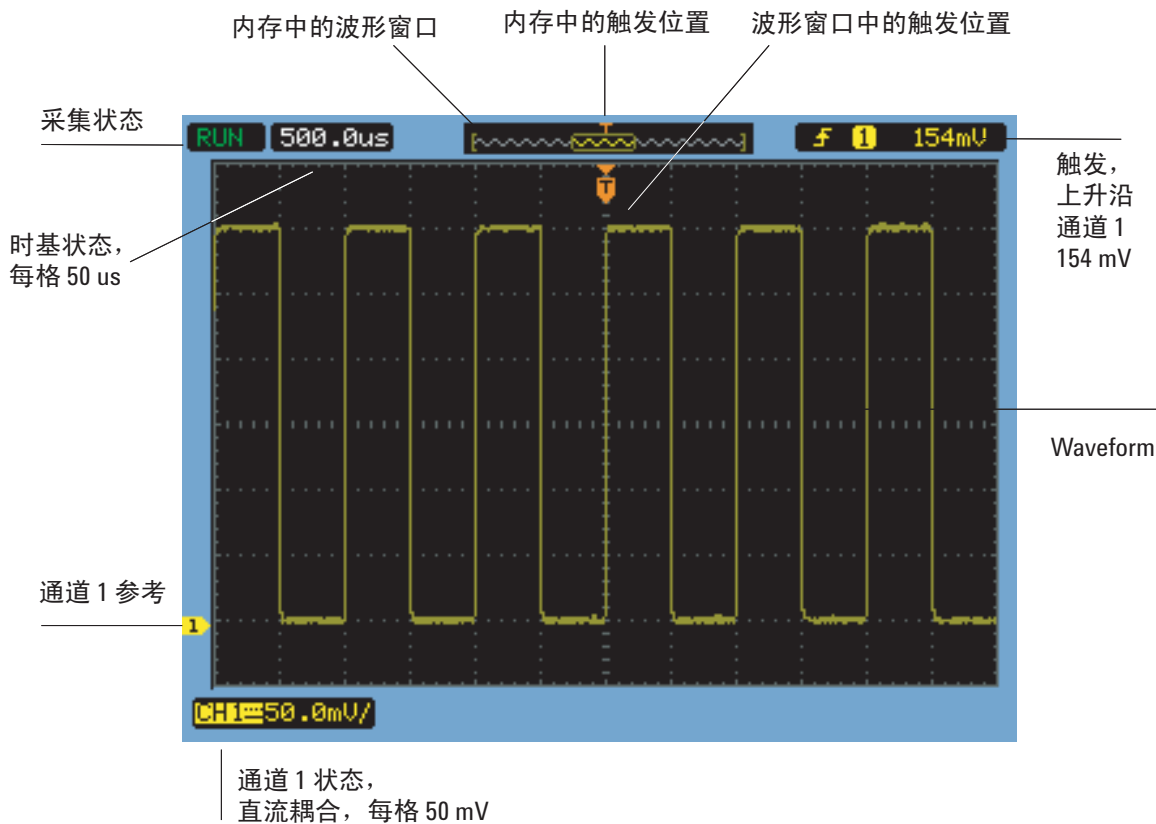 内存中的波形窗口
内存中的触发位置
波形窗口中的触发位置
采集状态
RUN
500.0us
T
1
154mV
T
触发，
上升沿
通道 1
154 mV
时基状态，
每格 50 us
Waveform
通道 1 参考
1
CH1 50.0mV/
通道 1 状态，
直流耦合，每格 50 mV